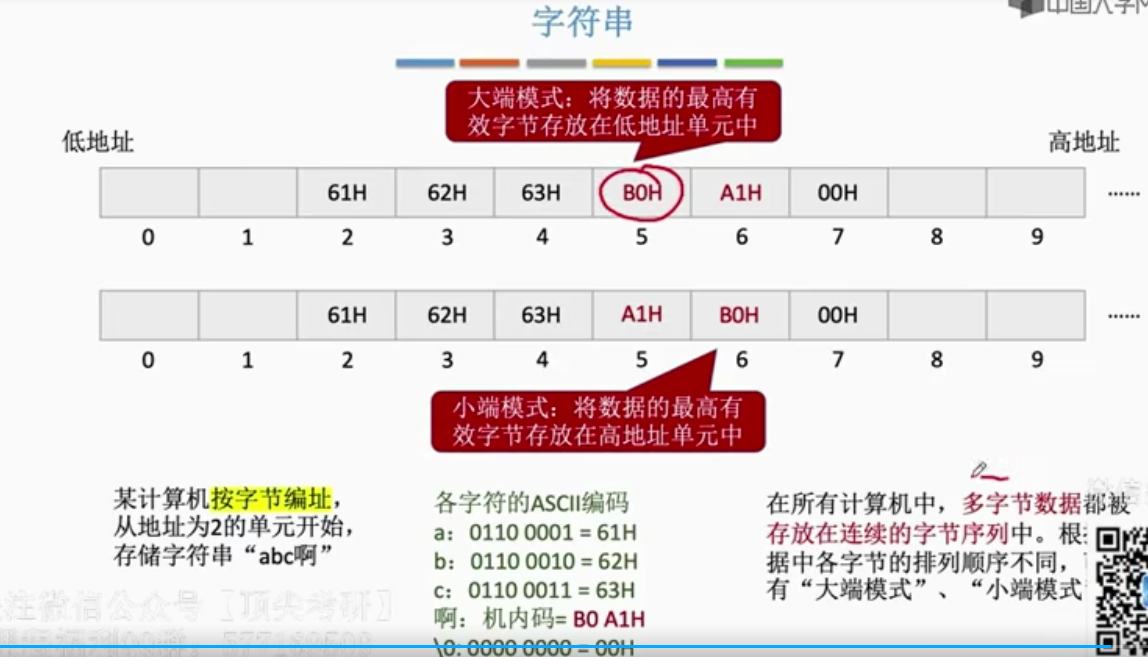 中国大学M
字符串
大端模式：将数据的最高有
效字节存放在低地址单元中
低地址
高地址
61H 62H 63H B0H A1H 00H ······
0 1 2 3 4 5 6 7 8 9
61H 62H 63H A1H B0H 00H ······
0 1 2 3 4 5 6 7 8 9
小端模式：将数据的最高有
效字节存放在高地址单元中
某计算机按字节编址，
从地址为2的单元开始，
存储字符串“abc啊”
各字符的ASCII编码
a：0110 0001 = 61H
b：0110 0010 = 62H
c：0110 0011 = 63H
啊：机内码= B0 A1H
\0: 0000 0000 = 00H
在所有计算机中，多字节数据都被
存放在连续的字节序列中。根
据中各字节的排列顺序不同，
有“大端模式”、“小端模式
注微信公众号【顶尖考研】
微信